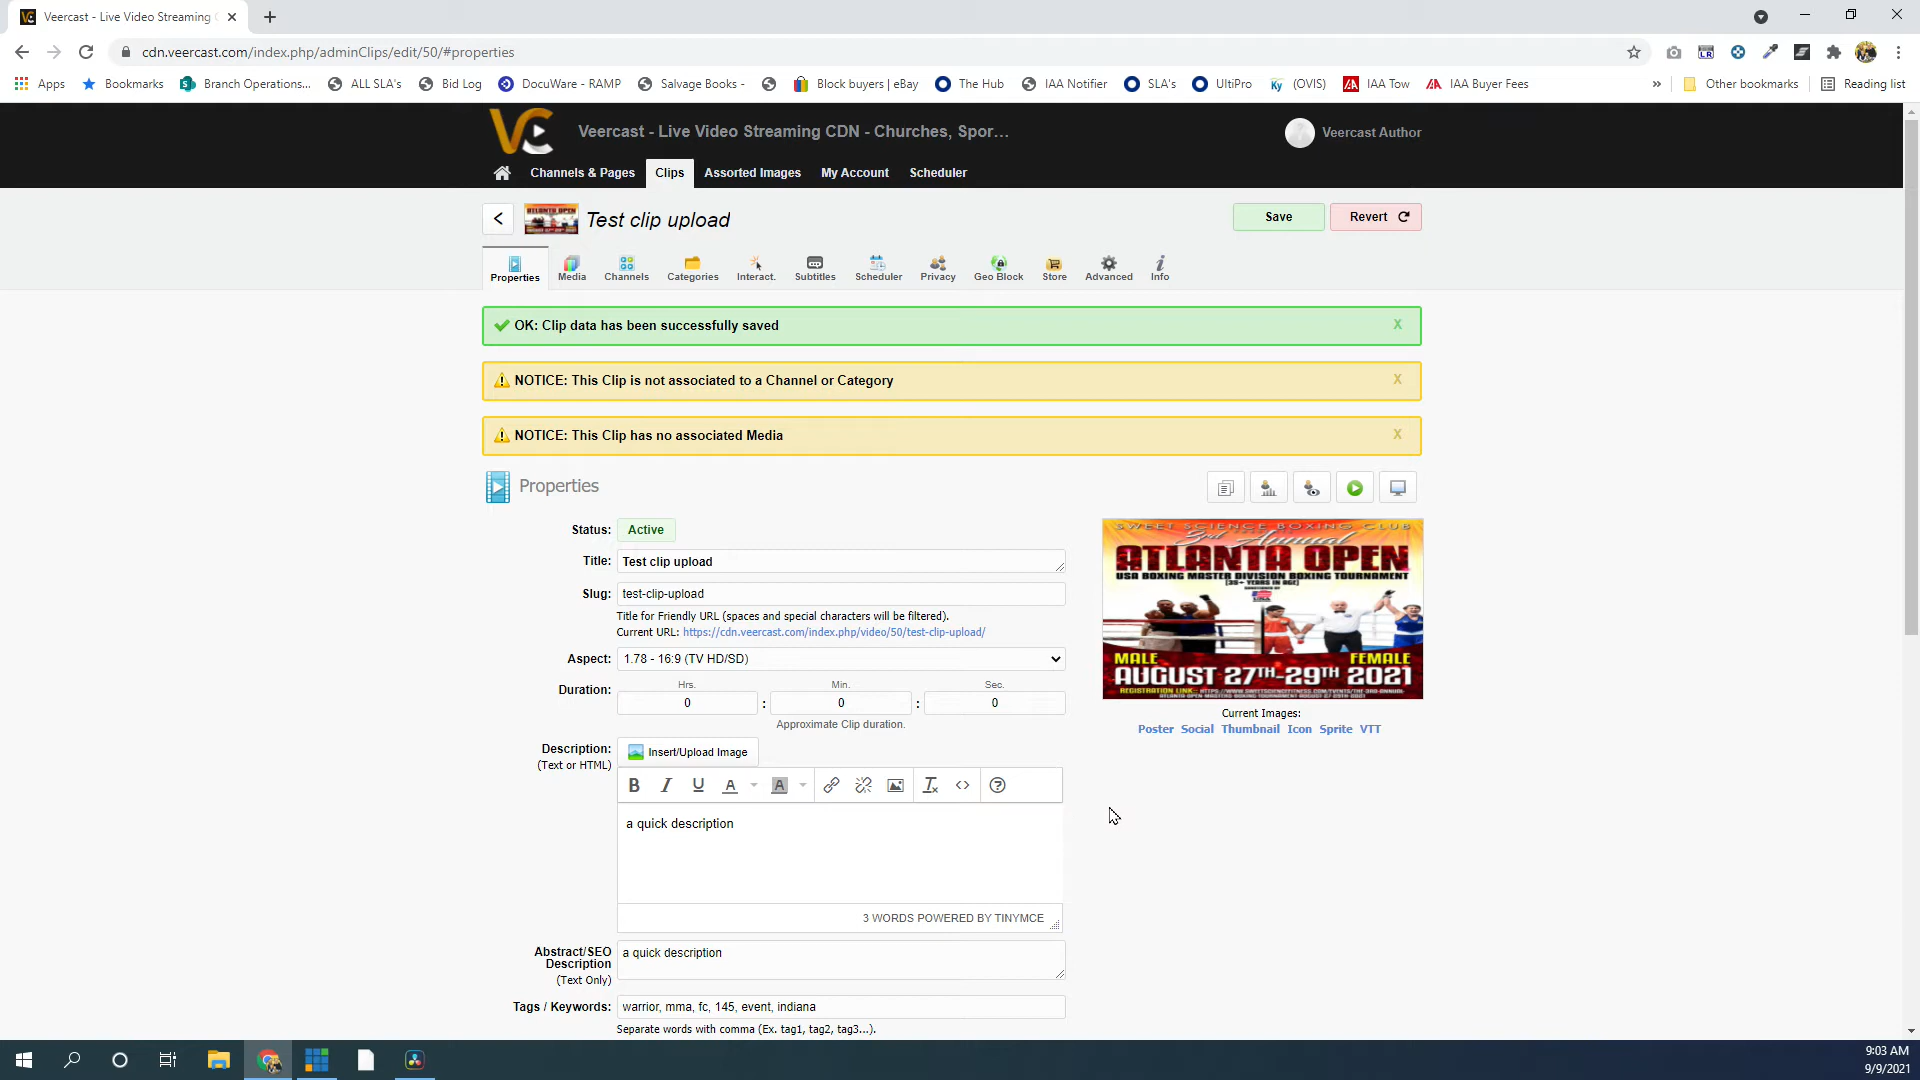 Veercast - Live Video Streaming C
cdn.veercast.com/index.php/adminClips/edit/50/#properties
Apps
Bookmarks
Branch Operations...
ALL SLA's
Bid Log
DocuWare - RAMP
Salvage Books -
Block buyers | eBay
The Hub
IAA Notifier
SLA's
UltiPro
(OVIS)
IAA Tow
IAA Buyer Fees
»
Other bookmarks
Reading list
VC
Veercast - Live Video Streaming CDN - Churches, Spor...
Veercast Author
Channels & Pages
Clips
Assorted Images
My Account
Scheduler
Test clip upload
Save
Revert
Properties
Media
Channels
Categories
Interact.
Subtitles
Scheduler
Privacy
Geo Block
Store
Advanced
Info
OK: Clip data has been successfully saved
X
NOTICE: This Clip is not associated to a Channel or Category
X
NOTICE: This Clip has no associated Media
X
Properties
Status: Active
Title: Test clip upload
Slug: test-clip-upload
Title for Friendly URL (spaces and special characters will be filtered).
Current URL: https://cdn.veercast.com/index.php/video/50/test-clip-upload/
Aspect: 1.78 - 16:9 (TV HD/SD)
Hrs. Min. Sec.
Duration: 0 : 0 : 0
Approximate Clip duration.
Description: Insert/Upload Image
(Text or HTML)
B I U A A
a quick description
3 WORDS POWERED BY TINYMCE
Abstract/SEO
Description
(Text Only)
a quick description
Tags / Keywords: warrior, mma, fc, 145, event, indiana
Separate words with comma (Ex. tag1, tag2, tag3...).
SWEET SCIENCE BOXING CLUB
3rd Annual
ATLANTA OPEN
USA BOXING MASTER DIVISION BOXING TOURNAMENT
(35+ YEARS IN AGE)
MALE FEMALE
AUGUST 27TH-29TH 2021
Current Images:
Poster Social Thumbnail Icon Sprite VTT
9:03 AM
9/9/2021